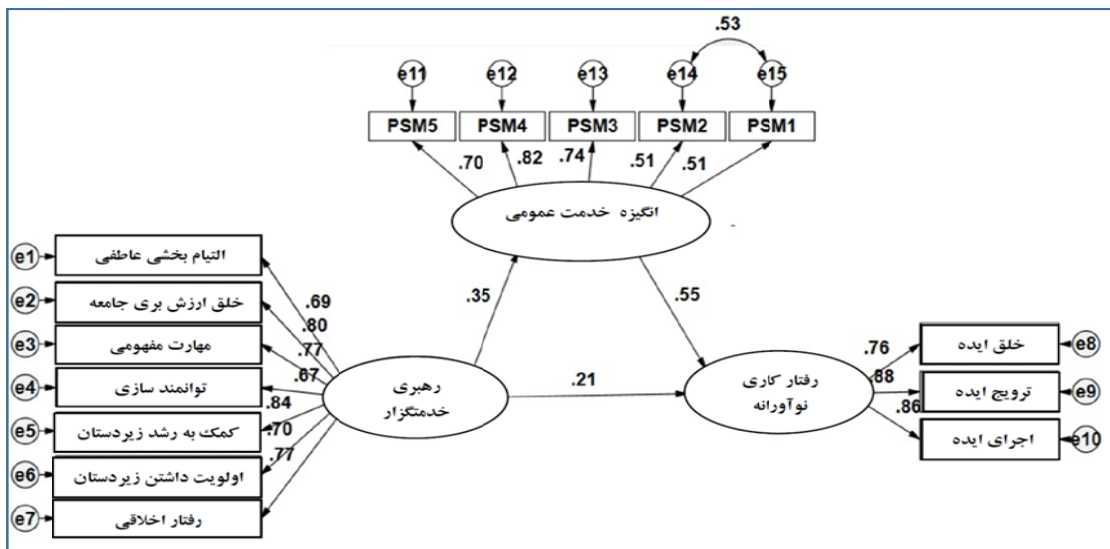 .53
e11 e12 e13 e14 e15
PSM5 PSM4 PSM3 PSM2 PSM1
.70 .82 .74 .51 .51
انگیزه خدمت عمومی
e1 التیام بخشی عاطفی
e2 خلق ارزش بری جامعه
e3 مهارت مفهومی
e4 توانمند سازی
e5 کمک به رشد زیردستان
e6 اولویت داشتن زیردستان
e7 رفتار اخلاقی
.69
.80
.77
.67
.84
.70
.77
رهبری
خدمتگزار
.35
.55
.21
رفتار کاری
نوآورانه
.76
.88
.86
خلق ایده e8
ترویج ایده e9
اجرای ایده e10